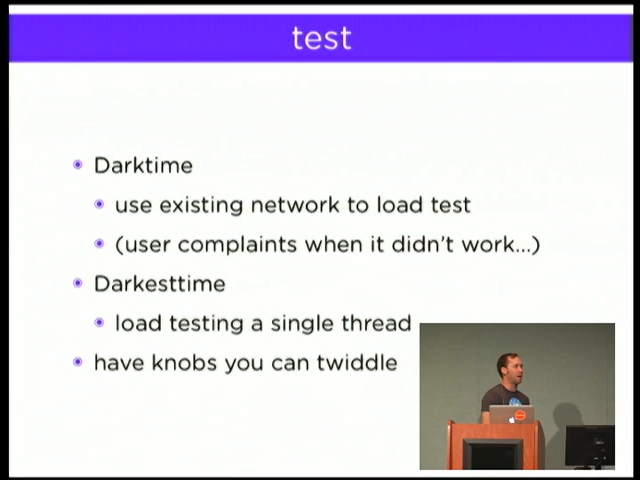 test
Darktime
use existing network to load test
(user complaints when it didn't work...)
Darkesttime
load testing a single thread
have knobs you can twiddle